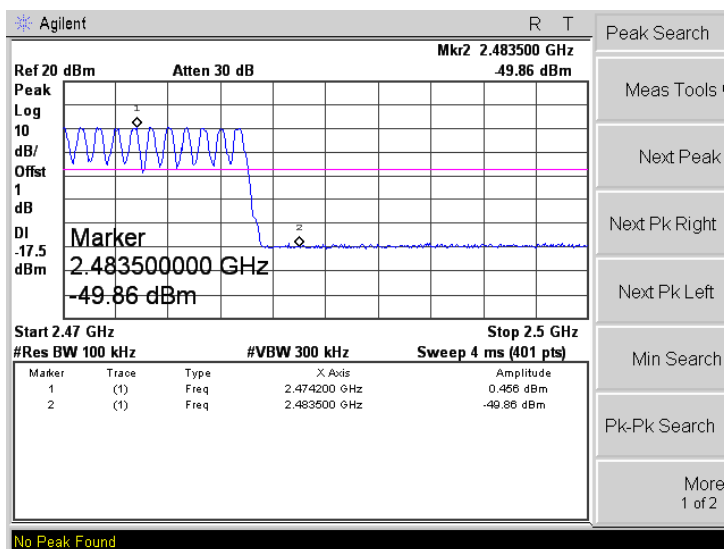 Agilent R T
Mkr2 2.483500 GHz
Ref 20 dBm Atten 30 dB -49.86 dBm
Peak
Log
10
dB/
Offst
1
dB
DI
-17.5
dBm
1
2
Marker
2.483500000 GHz
-49.86 dBm
Start 2.47 GHz Stop 2.5 GHz
#Res BW 100 kHz #VBW 300 kHz Sweep 4 ms (401 pts)
Marker Trace Type X Axis Amplitude
1 (1) Freq 2.474200 GHz 0.456 dBm
2 (1) Freq 2.483500 GHz -49.86 dBm
No Peak Found
Peak Search
Meas Tools
Next Peak
Next Pk Right
Next Pk Left
Min Search
Pk-Pk Search
More
1 of 2